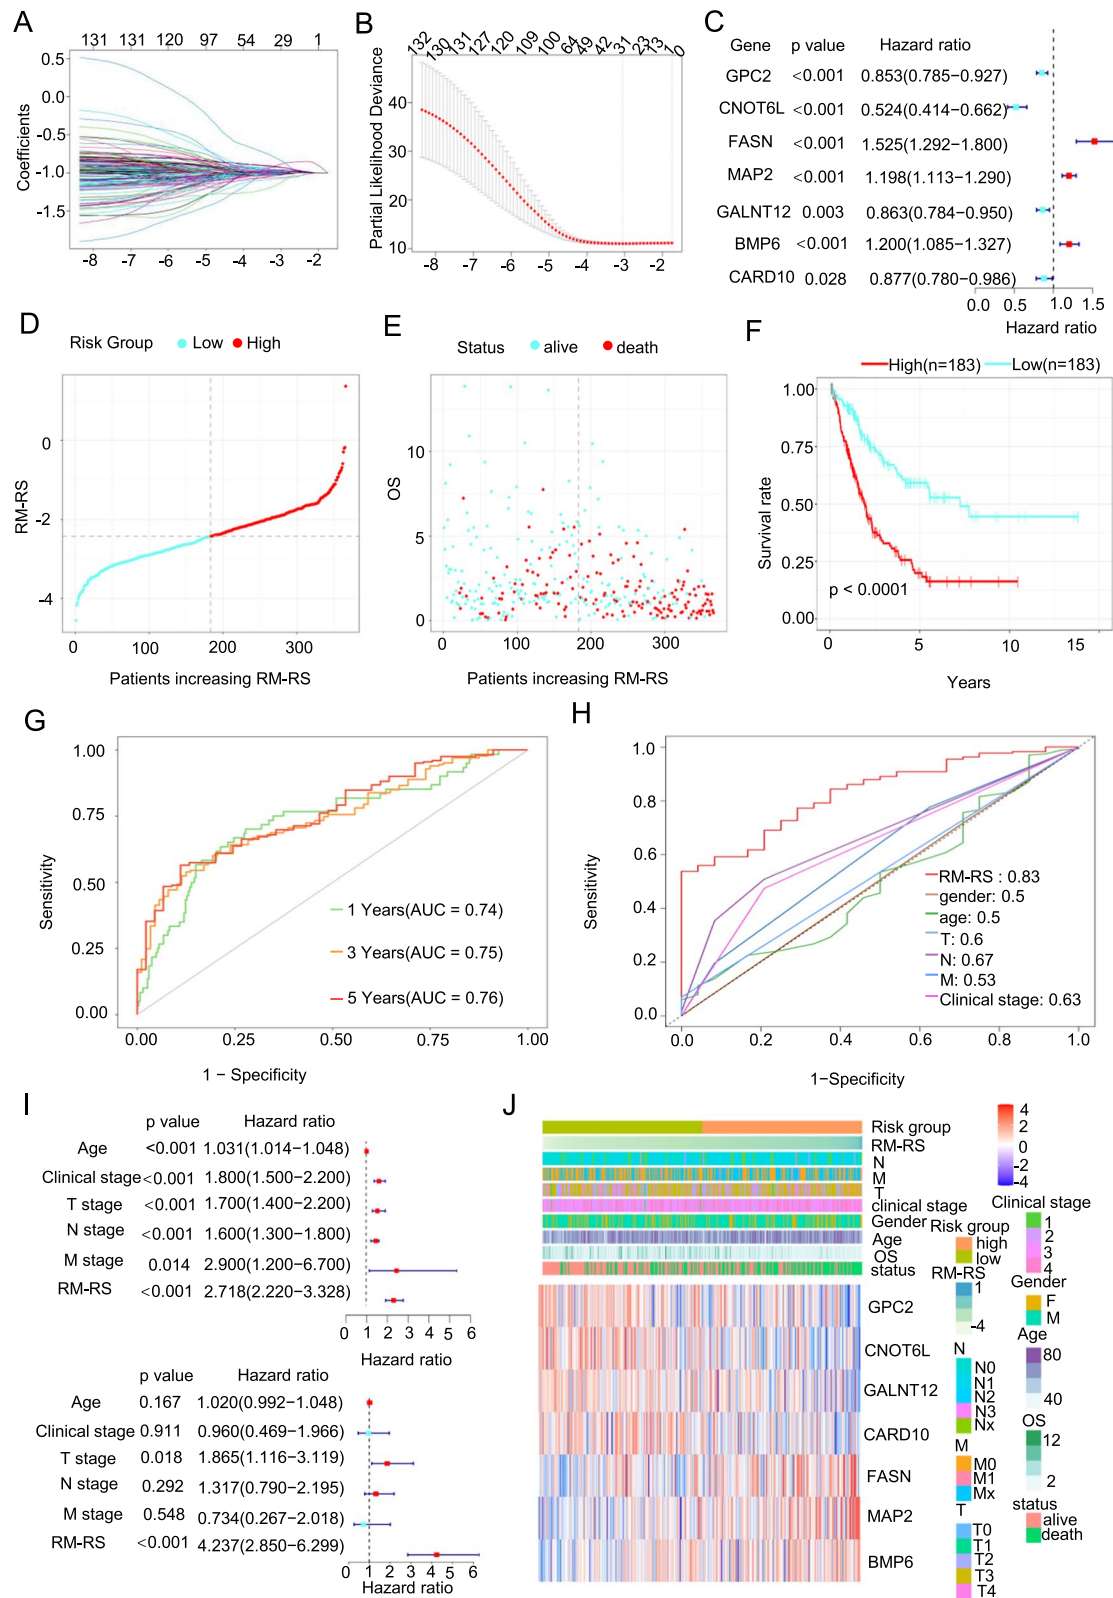 A
131 131 120 97 54 29 1
0.5
0.0
-0.5
-1.0
-1.5
Coefficients
-8 -7 -6 -5 -4 -3 -2
B
132 130 131 127 120 109 100 64 49 42 31 23 13 1 0
Partial Likelihood Deviance
40
30
20
10
-8 -7 -6 -5 -4 -3 -2
C
Gene p value Hazard ratio
GPC2 <0.001 0.853(0.785−0.927)
CNOT6L <0.001 0.524(0.414−0.662)
FASN <0.001 1.525(1.292−1.800)
MAP2 <0.001 1.198(1.113−1.290)
GALNT12 0.003 0.863(0.784−0.950)
BMP6 <0.001 1.200(1.085−1.327)
CARD10 0.028 0.877(0.780−0.986)
0.0 0.5 1.0 1.5
Hazard ratio
D
Risk Group Low High
RM-RS
0
-2
-4
0 100 200 300
Patients increasing RM-RS
E
Status alive death
OS
10
5
0
0 100 200 300
Patients increasing RM-RS
F
High(n=183) Low(n=183)
Survival rate
1.00
0.75
0.50
0.25
0.00
p < 0.0001
0 5 10 15
Years
G
Sensitivity
1.00
0.75
0.50
0.25
0.00
1 Years(AUC = 0.74)
3 Years(AUC = 0.75)
5 Years(AUC = 0.76)
0.00 0.25 0.50 0.75 1.00
1 − Specificity
H
Sensitivity
1.0
0.8
0.6
0.4
0.2
0.0
RM-RS : 0.83
gender: 0.5
age: 0.5
T: 0.6
N: 0.67
M: 0.53
Clinical stage: 0.63
0.0 0.2 0.4 0.6 0.8 1.0
1−Specificity
I
p value Hazard ratio
Age <0.001 1.031(1.014−1.048)
Clinical stage <0.001 1.800(1.500−2.200)
T stage <0.001 1.700(1.400−2.200)
N stage <0.001 1.600(1.300−1.800)
M stage 0.014 2.900(1.200−6.700)
RM-RS <0.001 2.718(2.220−3.328)
0 1 2 3 4 5 6
Hazard ratio
p value Hazard ratio
Age 0.167 1.020(0.992−1.048)
Clinical stage 0.911 0.960(0.469−1.966)
T stage 0.018 1.865(1.116−3.119)
N stage 0.292 1.317(0.790−2.195)
M stage 0.548 0.734(0.267−2.018)
RM-RS <0.001 4.237(2.850−6.299)
0 1 2 3 4 5 6
Hazard ratio
J
Risk group
RM-RS
N
M
T
clinical stage
Gender
Age
OS
status
GPC2
CNOT6L
GALNT12
CARD10
FASN
MAP2
BMP6
4
2
0
-2
-4
Risk group
high
low
RM-RS
1
-4
N
N0
N1
N2
N3
Nx
M
M0
M1
Mx
T
T0
T1
T2
T3
T4
Clinical stage
1
2
3
4
Gender
F
M
Age
80
40
OS
12
2
status
alive
death